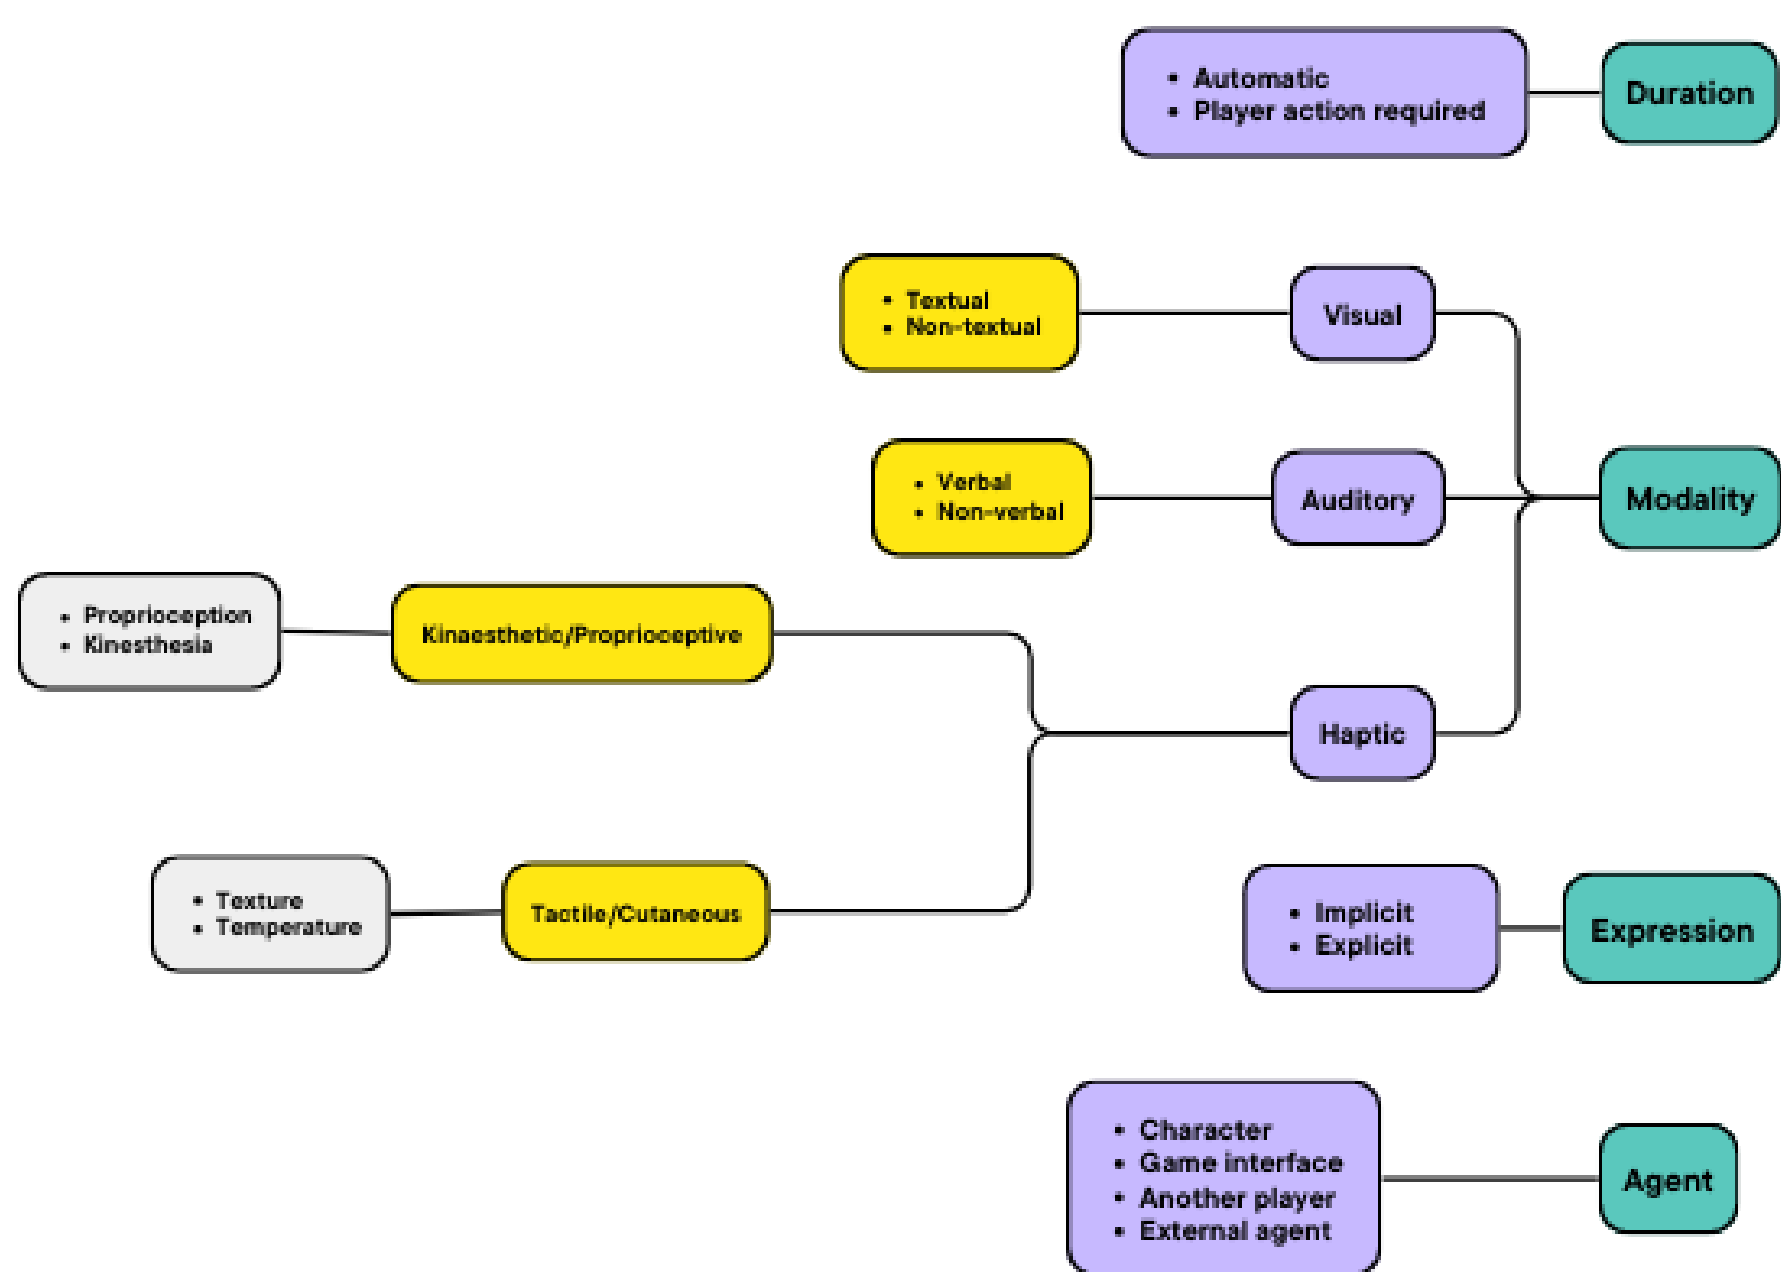 • Automatic
• Player action required
Duration
• Textual
• Non-textual
Visual
• Verbal
• Non-verbal
Auditory
Modality
• Proprioception
• Kinesthesia
Kinaesthetic/Proprioceptive
Haptic
• Texture
• Temperature
Tactile/Cutaneous
• Implicit
• Explicit
Expression
• Character
• Game interface
• Another player
• External agent
Agent